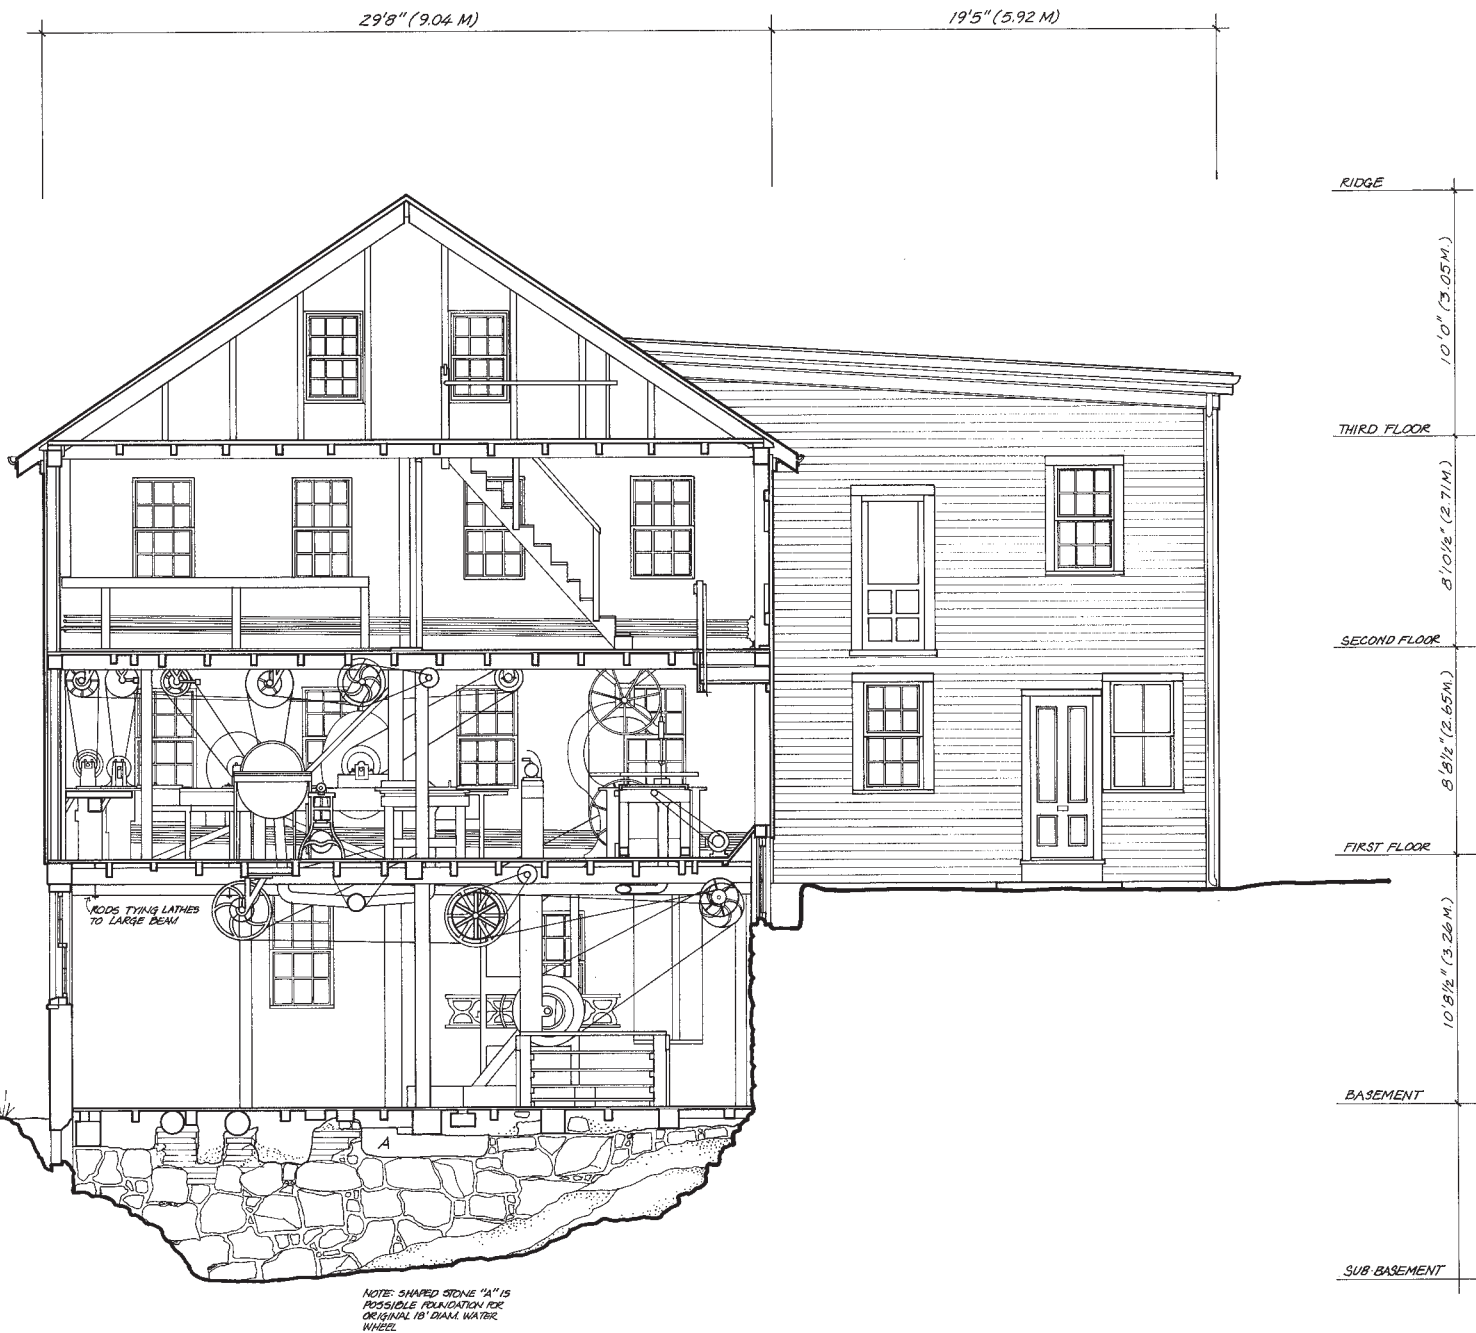 29'8" (9.04 M)
19'5" (5.92 M)
RIDGE
10'0" (3.05 M.)
THIRD FLOOR
8'10½" (2.71 M.)
SECOND FLOOR
8'8½" (2.65 M.)
FIRST FLOOR
RODS TYING LATHES
TO LARGE BEAM
10'8½" (3.26 M.)
BASEMENT
A
SUB-BASEMENT
NOTE: SHAPED STONE "A" IS
POSSIBLE FOUNDATION FOR
ORIGINAL 18' DIAM. WATER
WHEEL